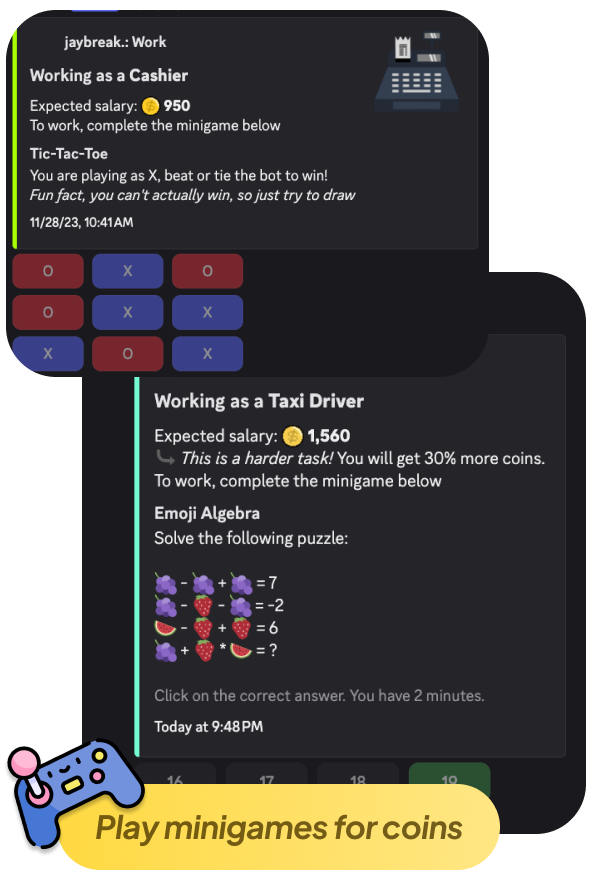 jaybreak.: Work
Working as a Cashier
Expected salary: 950
To work, complete the minigame below
Tic-Tac-Toe
You are playing as X, beat or tie the bot to win!
Fun fact, you can't actually win, so just try to draw
11/28/23, 10:41 AM
O X O
O X X
X O X
Working as a Taxi Driver
Expected salary: 1,560
This is a harder task! You will get 30% more coins.
To work, complete the minigame below
Emoji Algebra
Solve the following puzzle:
🍇 - 🍇 + 🍇 = 7
🍇 - 🍓 - 🍇 = -2
🍉 - 🍓 + 🍓 = 6
🍇 + 🍓 * 🍉 = ?
Click on the correct answer. You have 2 minutes.
Today at 9:48 PM
16 17 18 19
Play minigames for coins